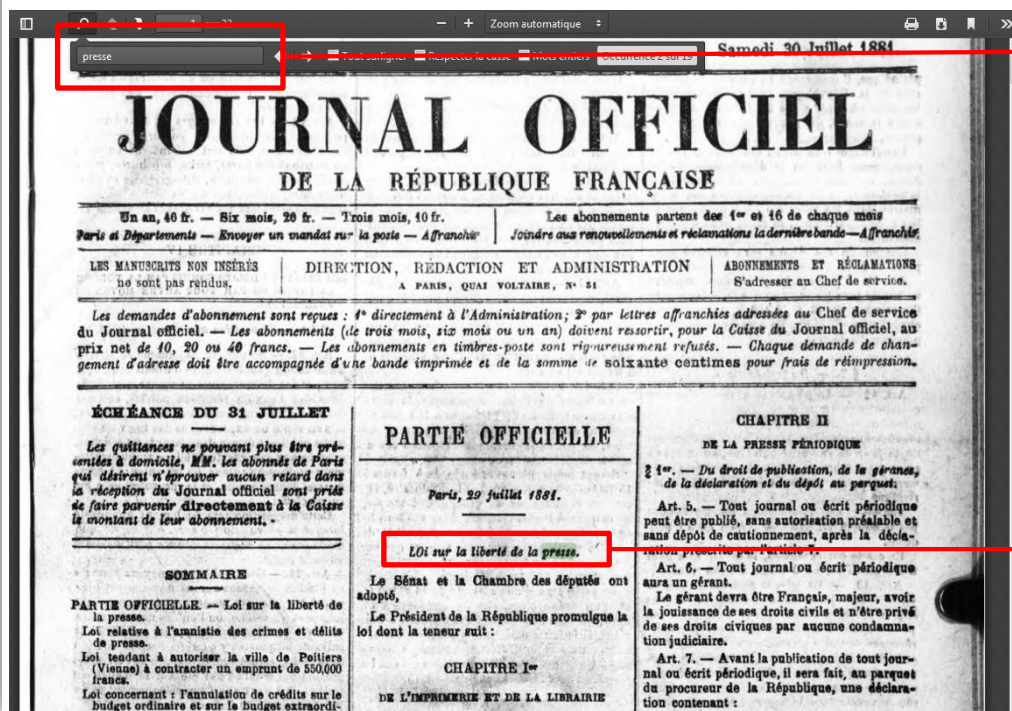 1 sur 32
Zoom automatique
presse
Tout surligner Respecter la casse Mots entiers Occurrence 2 sur 15
Samedi 30 Juillet 1881
JOURNAL OFFICIEL
DE LA RÉPUBLIQUE FRANÇAISE
Un an, 40 fr. — Six mois, 20 fr. — Trois mois, 10 fr.
Paris et Départements — Envoyer un mandat sur la poste — Affranchir
Les abonnements partent des 1er et 16 de chaque mois
Joindre aux renouvellements et réclamations la dernière bande — Affranchir
LES MANUSCRITS NON INSÉRÉS
ne sont pas rendus.
DIRECTION, REDACTION ET ADMINISTRATION
A PARIS, QUAI VOLTAIRE, N° 31
ABONNEMENTS ET RÉCLAMATIONS
S'adresser au Chef de service.
Les demandes d'abonnement sont reçues : 1° directement à l'Administration; 2° par lettres affranchies adressées au Chef de service
du Journal officiel. — Les abonnements (de trois mois, six mois ou un an) doivent ressortir, pour la Caisse du Journal officiel, au
prix net de 10, 20 ou 40 francs. — Les abonnements en timbres-poste sont rigoureusement refusés. — Chaque demande de chan-
gement d'adresse doit être accompagnée d'une bande imprimée et de la somme de soixante centimes pour frais de réimpression.
ÉCHÉANCE DU 31 JUILLET
Les quittances ne pouvant plus être pré-
sentées à domicile, MM. les abonnés de Paris
qui désirent n'éprouver aucun retard dans
la réception du Journal officiel sont priés
de faire parvenir directement à la Caisse
le montant de leur abonnement.
SOMMAIRE
PARTIE OFFICIELLE. — Loi sur la liberté de
la presse.
Loi relative à l'amnistie des crimes et délits
de presse.
Loi tendant à autoriser la ville de Poitiers
(Vienne) à contracter un emprunt de 550,000
francs.
Loi concernant : l'annulation de crédits sur le
budget ordinaire et sur le budget extraordi-
PARTIE OFFICIELLE
Paris, 29 juillet 1881.
LOi sur la liberté de la presse.
Le Sénat et la Chambre des députés ont
adopté,
Le Président de la République promulgue la
loi dont la teneur suit :
CHAPITRE Ier
DE L'IMPRIMERIE ET DE LA LIBRAIRIE
CHAPITRE II
DE LA PRESSE PÉRIODIQUE
§ 1er. — Du droit de publication, de la gérance,
de la déclaration et du dépôt au parquet.
Art. 5. — Tout journal ou écrit périodique
peut être publié, sans autorisation préalable et
sans dépôt de cautionnement, après la décla-
ration prescrite par l'article 7.
Art. 6. — Tout journal ou écrit périodique
aura un gérant.
Le gérant devra être Français, majeur, avoir
la jouissance de ses droits civils et n'être privé
de ses droits civiques par aucune condamna-
tion judiciaire.
Art. 7. — Avant la publication de tout jour-
nal ou écrit périodique, il sera fait, au parquet
du procureur de la République, une déclara-
tion contenant :